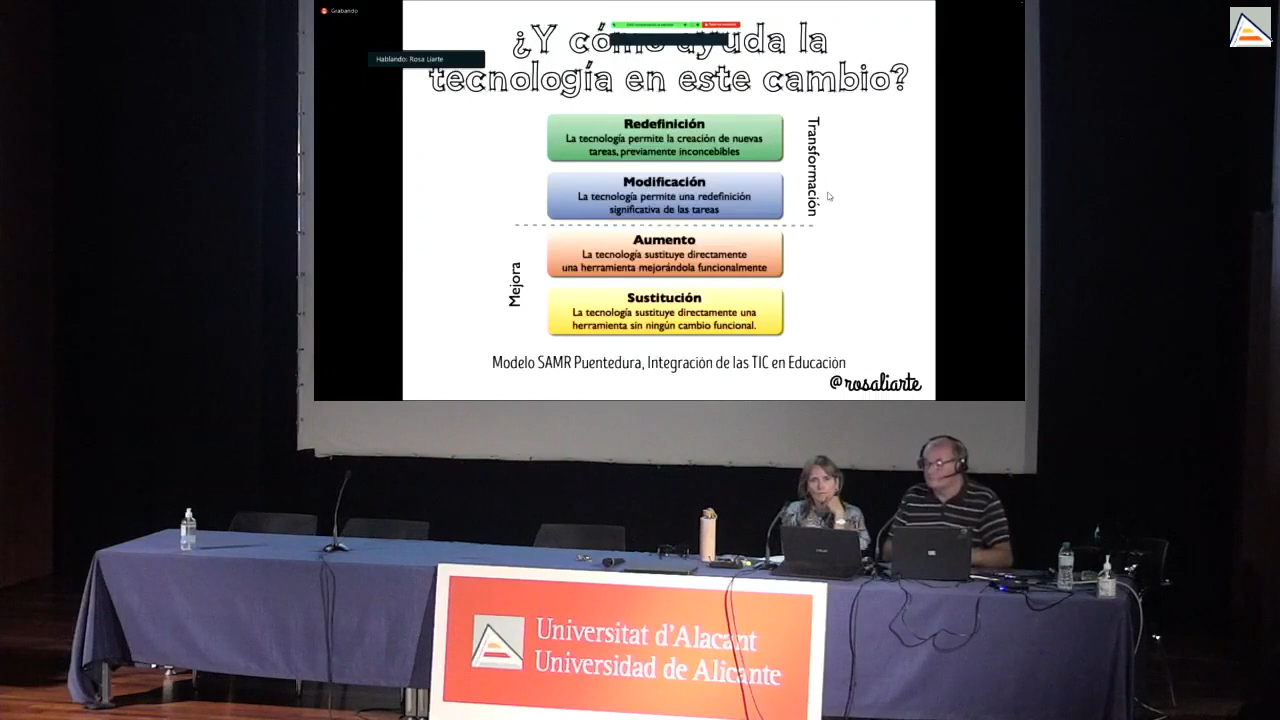 Grabando
Hablando: Rosa Liarte
¿Y cómo ayuda la
tecnología en este cambio?
Redefinición
La tecnología permite la creación de nuevas
tareas, previamente inconcebibles
Modificación
La tecnología permite una redefinición
significativa de las tareas
Transformación
Aumento
La tecnología sustituye directamente
una herramienta mejorándola funcionalmente
Mejora
Sustitución
La tecnología sustituye directamente una
herramienta sin ningún cambio funcional.
Modelo SAMR Puentedura, Integración de las TIC en Educación
@rosaliarte
Universitat d'Alacant
Universidad de Alicante